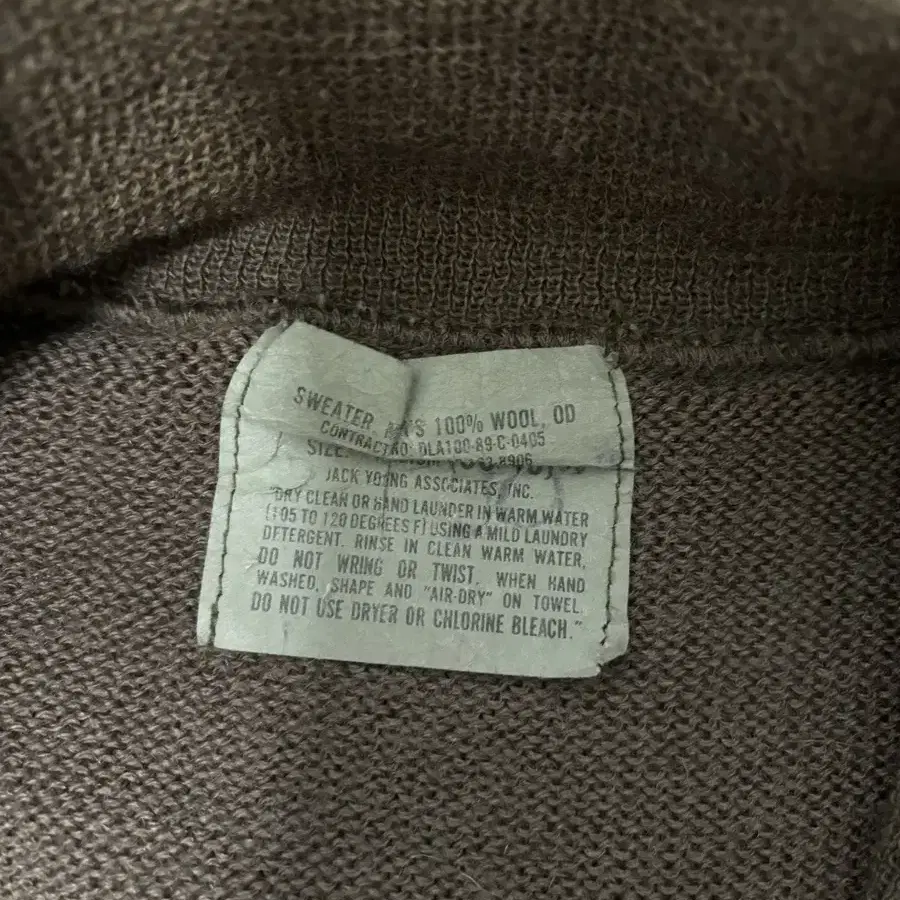 SWEATER, 100% WOOL, OD
CONTRACT NO: DLA100-89-C-0405
SIZE:
JACK YOUNG ASSOCIATES, INC.
"DRY CLEAN OR HAND LAUNDER IN WARM WATER
(105 TO 120 DEGREES F) USING A MILD LAUNDRY
DETERGENT. RINSE IN CLEAN WARM WATER,
DO NOT WRING OR TWIST. WHEN HAND
WASHED, SHAPE AND "AIR-DRY" ON TOWEL.
DO NOT USE DRYER OR CHLORINE BLEACH."